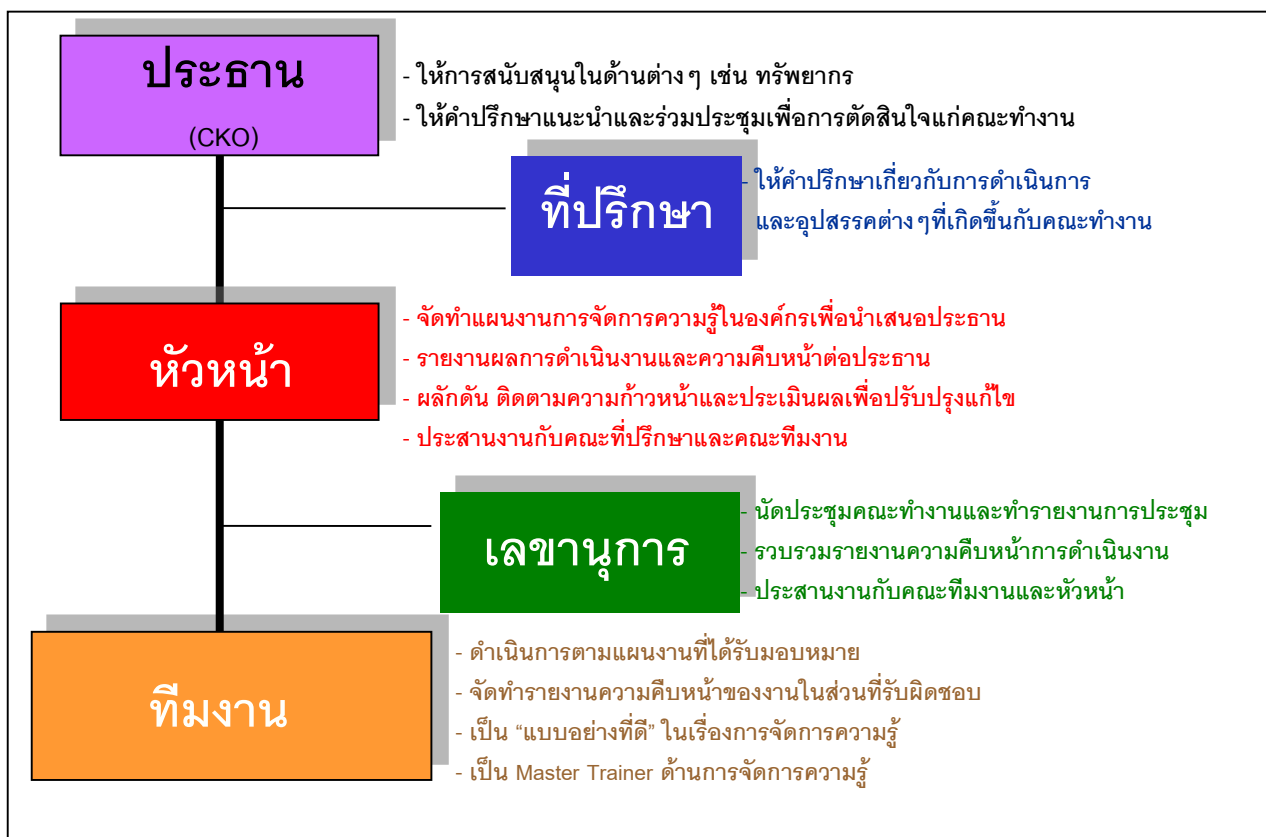 ประธาน
(CKO)
- ให้การสนับสนุนในด้านต่างๆ เช่น ทรัพยากร
- ให้คำปรึกษาแนะนำและร่วมประชุมเพื่อการตัดสินใจแก่คณะทำงาน
ที่ปรึกษา
- ให้คำปรึกษาเกี่ยวกับการดำเนินการ
และอุปสรรคต่างๆที่เกิดขึ้นกับคณะทำงาน
หัวหน้า
- จัดทำแผนงานการจัดการความรู้ในองค์กรเพื่อนำเสนอประธาน
- รายงานผลการดำเนินงานและความคืบหน้าต่อประธาน
- ผลักดัน ติดตามความก้าวหน้าและประเมินผลเพื่อปรับปรุงแก้ไข
- ประสานงานกับคณะที่ปรึกษาและคณะทีมงาน
เลขานุการ
- นัดประชุมคณะทำงานและทำรายงานการประชุม
- รวบรวมรายงานความคืบหน้าการดำเนินงาน
- ประสานงานกับคณะทีมงานและหัวหน้า
ทีมงาน
- ดำเนินการตามแผนงานที่ได้รับมอบหมาย
- จัดทำรายงานความคืบหน้าของงานในส่วนที่รับผิดชอบ
- เป็น “แบบอย่างที่ดี” ในเรื่องการจัดการความรู้
- เป็น Master Trainer ด้านการจัดการความรู้